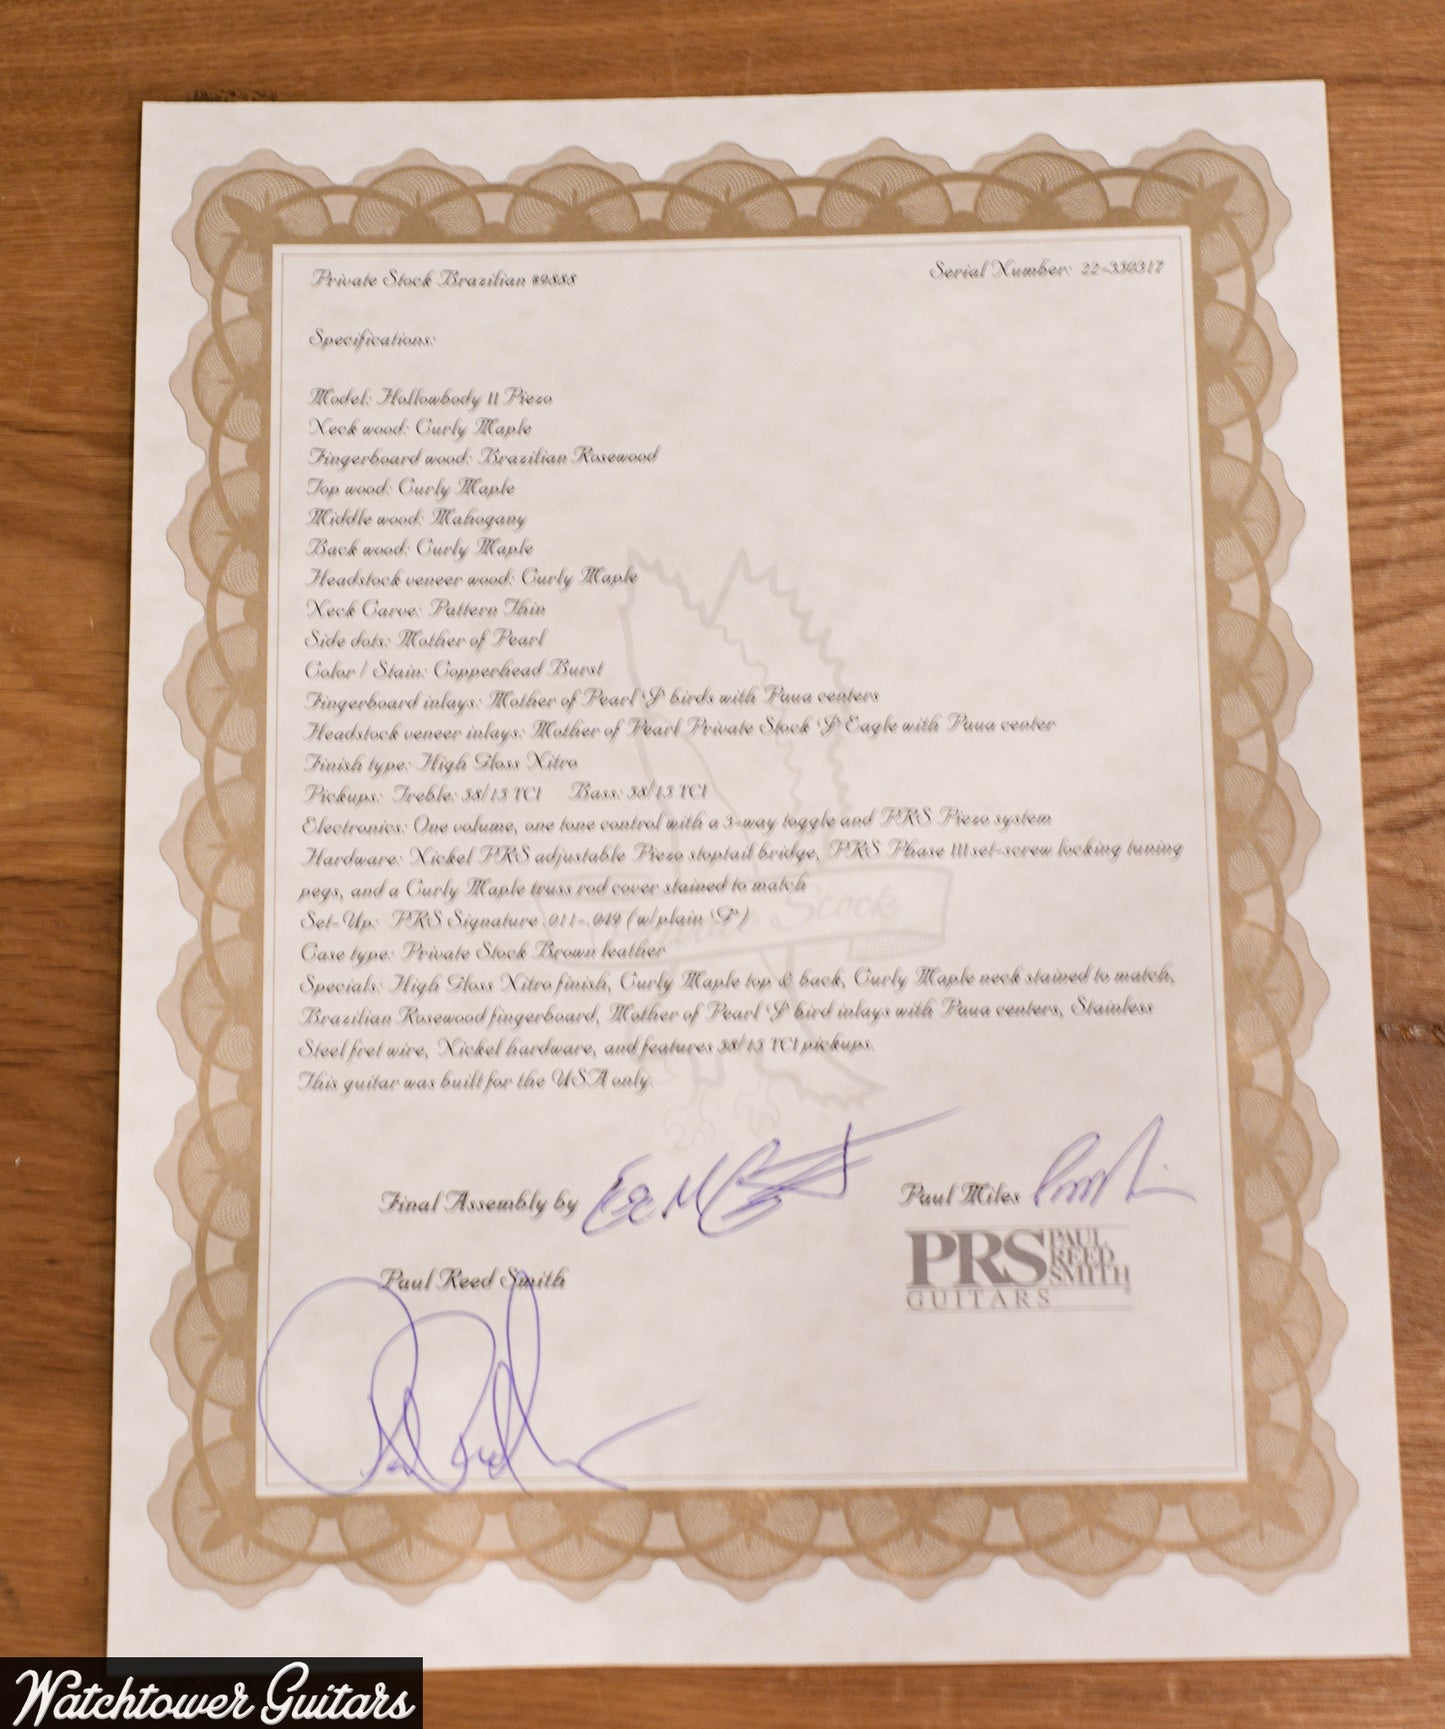 Private Stock Brazilian #9888
Serial Number: 22-350317
Specifications:
Model: Hollowbody II Piezo
Neck wood: Curly Maple
Fingerboard wood: Brazilian Rosewood
Top wood: Curly Maple
Middle wood: Mahogany
Back wood: Curly Maple
Headstock veneer wood: Curly Maple
Neck Carve: Pattern Thin
Side dots: Mother of Pearl
Color / Stain: Copperhead Burst
Fingerboard inlays: Mother of Pearl 'J' birds with Paua centers
Headstock veneer inlays: Mother of Pearl Private Stock 'J' Eagle with Paua center
Finish type: High Gloss Nitro
Pickups: Treble: 58/15 TCI Bass: 58/15 TCI
Electronics: One volume, one tone control with a 3-way toggle and PRS Piezo system
Hardware: Nickel PRS adjustable Piezo stoptail bridge, PRS Phase III set-screw locking tuning
pegs, and a Curly Maple truss rod cover stained to match
Set-Up: PRS Signature .011-.049 (w/plain 'G')
Case type: Private Stock Brown leather
Specials: High Gloss Nitro finish, Curly Maple top & back, Curly Maple neck stained to match,
Brazilian Rosewood fingerboard, Mother of Pearl 'J' bird inlays with Paua centers, Stainless
Steel fret wire, Nickel hardware, and features 58/15 TCI pickups.
This guitar was built for the USA only.
Final Assembly by
Paul Miles
Paul Reed Smith
PRS PAUL REED SMITH
GUITARS
Watchtower Guitars